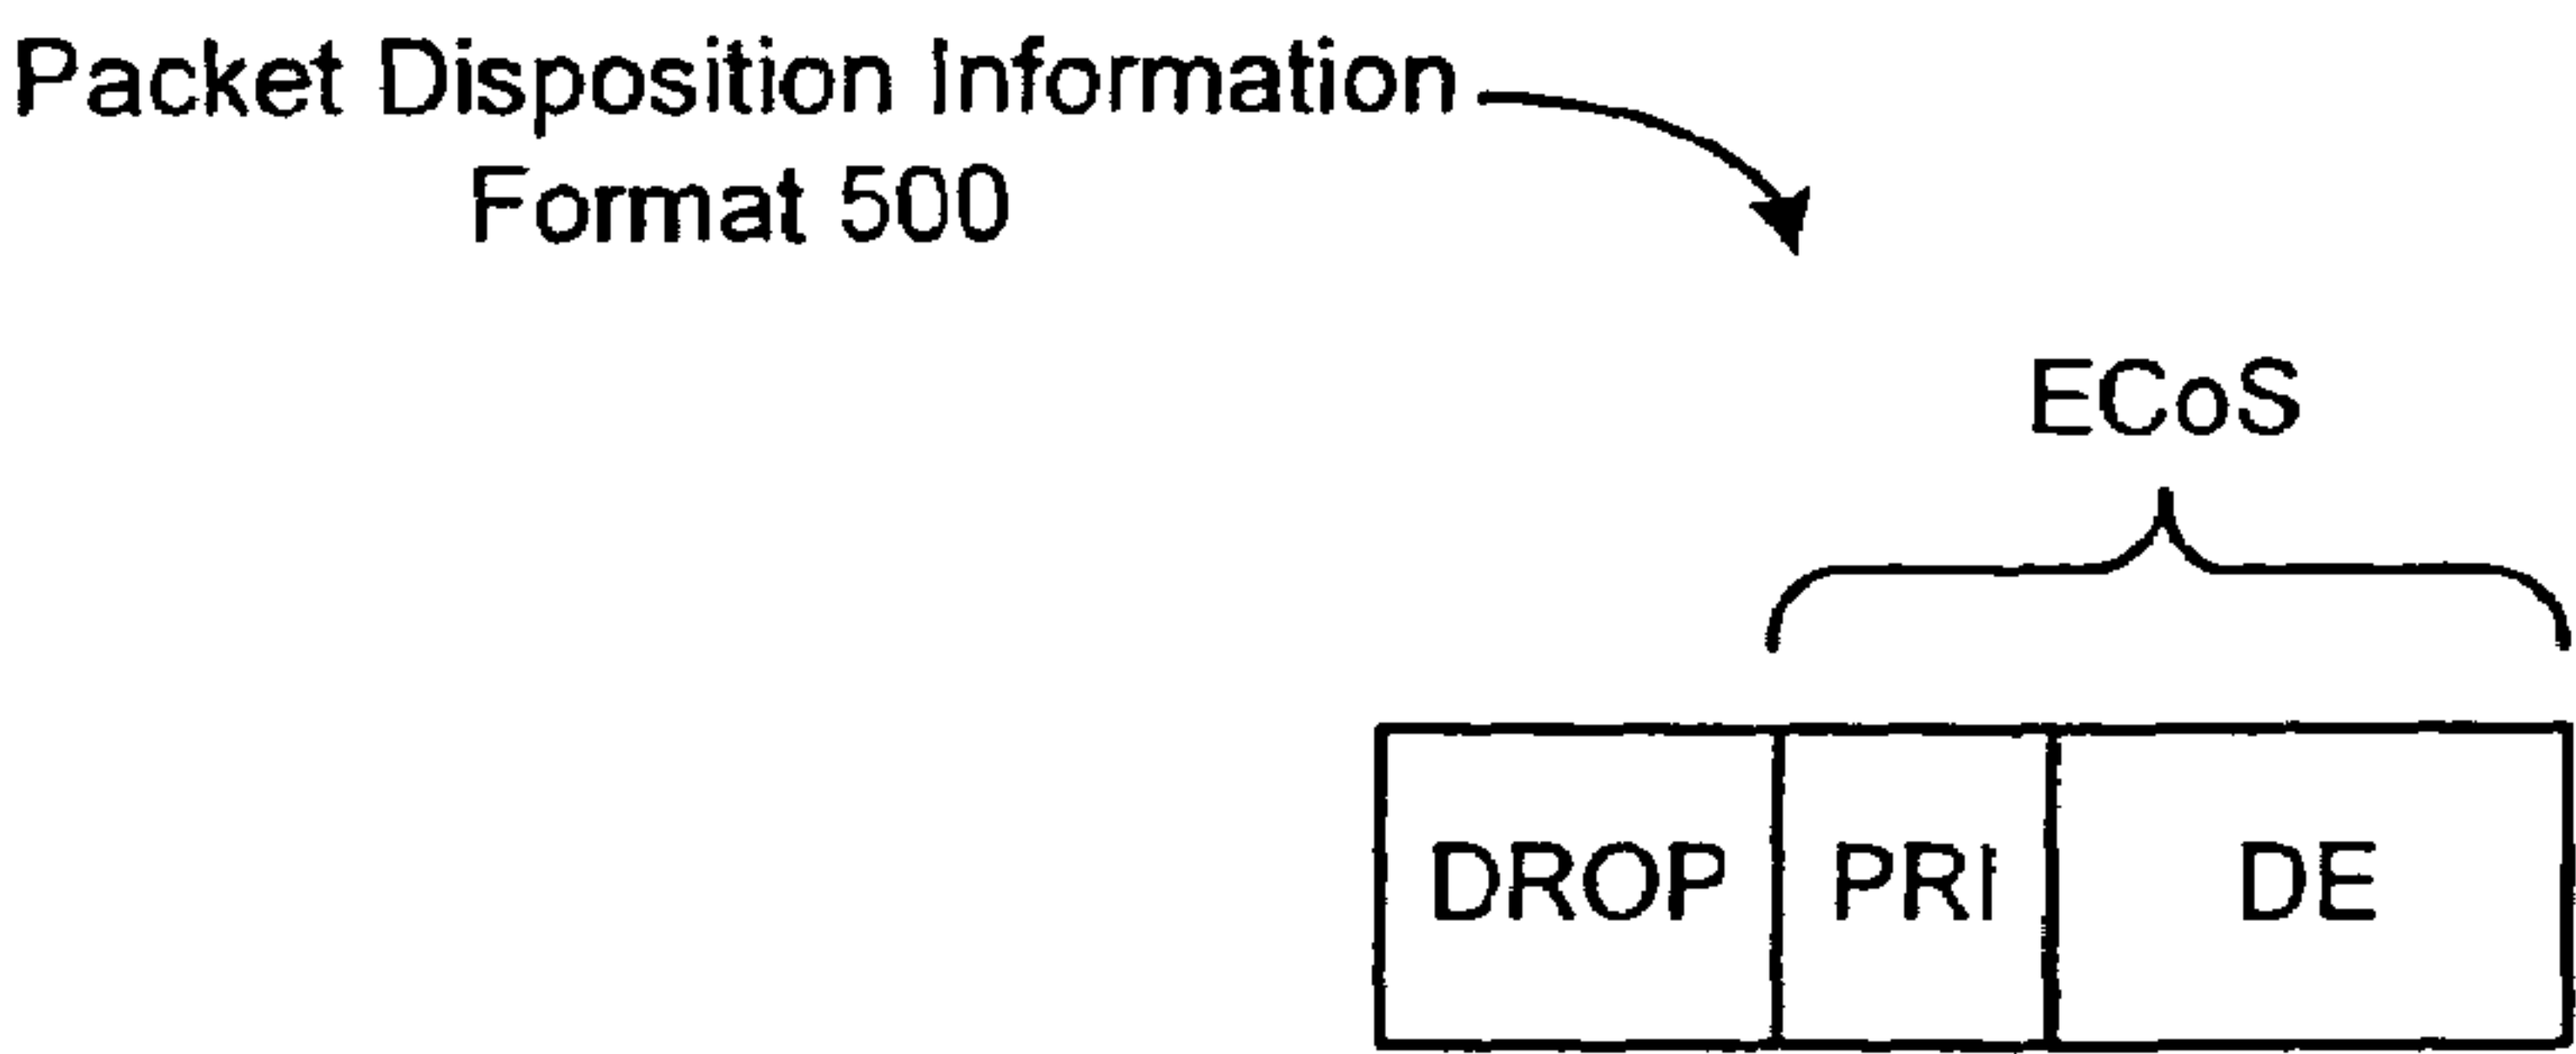 Packet Disposition Information
Format 500
ECoS
DROP PRI DE